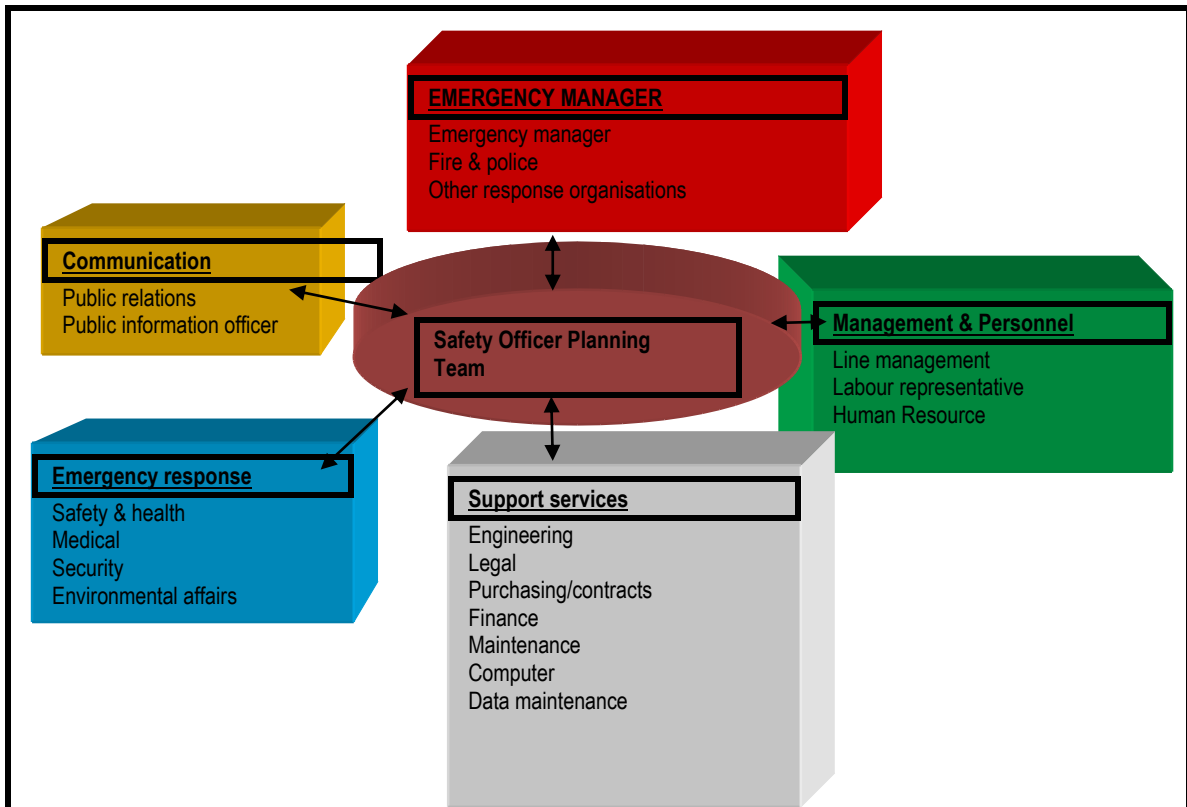 EMERGENCY MANAGER
Emergency manager
Fire & police
Other response organisations
Communication
Public relations
Public information officer
Safety Officer Planning
Team
Management & Personnel
Line management
Labour representative
Human Resource
Emergency response
Safety & health
Medical
Security
Environmental affairs
Support services
Engineering
Legal
Purchasing/contracts
Finance
Maintenance
Computer
Data maintenance